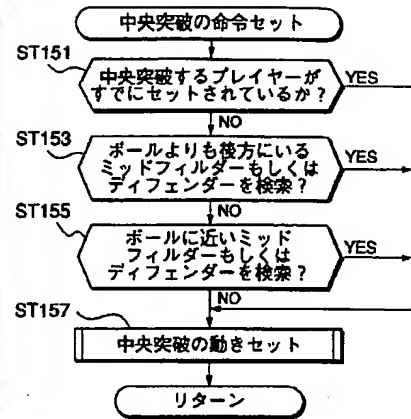 中央突破の命令セット
ST151
中央突破するプレイヤーが
すでにセットされているか？
YES
NO
ST153
ボールよりも後方にいる
ミッドフィルダーもしくは
ディフェンダーを検索？
YES
NO
ST155
ボールに近いミッド
フィルダーもしくは
ディフェンダーを検索？
YES
NO
ST157
中央突破の動きセット
リターン